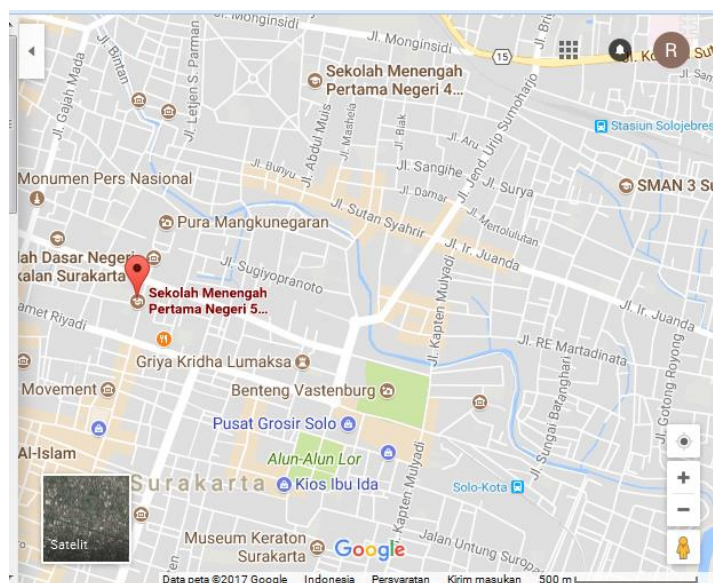 Jl. Monginsidi
Jl. Monginsidi
15
R
Jl. Bintan
Jl. Letjen S. Parman
Jl. Gajah Mada
Sekolah Menengah
Pertama Negeri 4...
Jl. Abdul Muis
Jl. Mashela
Jl. Biak
Jl. Aru
Jl. Jend. Urip Sumoharjo
Stasiun Solojebres
Jl. Bunyu
Jl. Sangihe
Jl. Surya
Jl. Damar
Monumen Pers Nasional
SMAN 3 Su
Jl. Sutan Syahrir
Jl. Mertolulutan
Pura Mangkunegaran
Jl. Ir. Juanda
lah Dasar Negeri
kalan Surakarta
Jl. Sugiyopranoto
Sekolah Menengah
Pertama Negeri 5...
Jl. Kapten Mulyadi
Jl. Ir. Juanda
amet Riyadi
Jl. RE Martadinata
Griya Kridha Lumaksa
Jl. Gotong Royong
Movement
Benteng Vastenburg
Jl. Sungai Batanghari
Pusat Grosir Solo
Al-Islam
Alun-Alun Lor
Surakarta
Kios Ibu Ida
Jl. Kapten Mulyadi
Solo-Kota
Satelit
Museum Keraton
Surakarta
Google
Jalan Untung Suropat
Data peta ©2017 Google Indonesia Persyaratan Kirim masukan 500 m